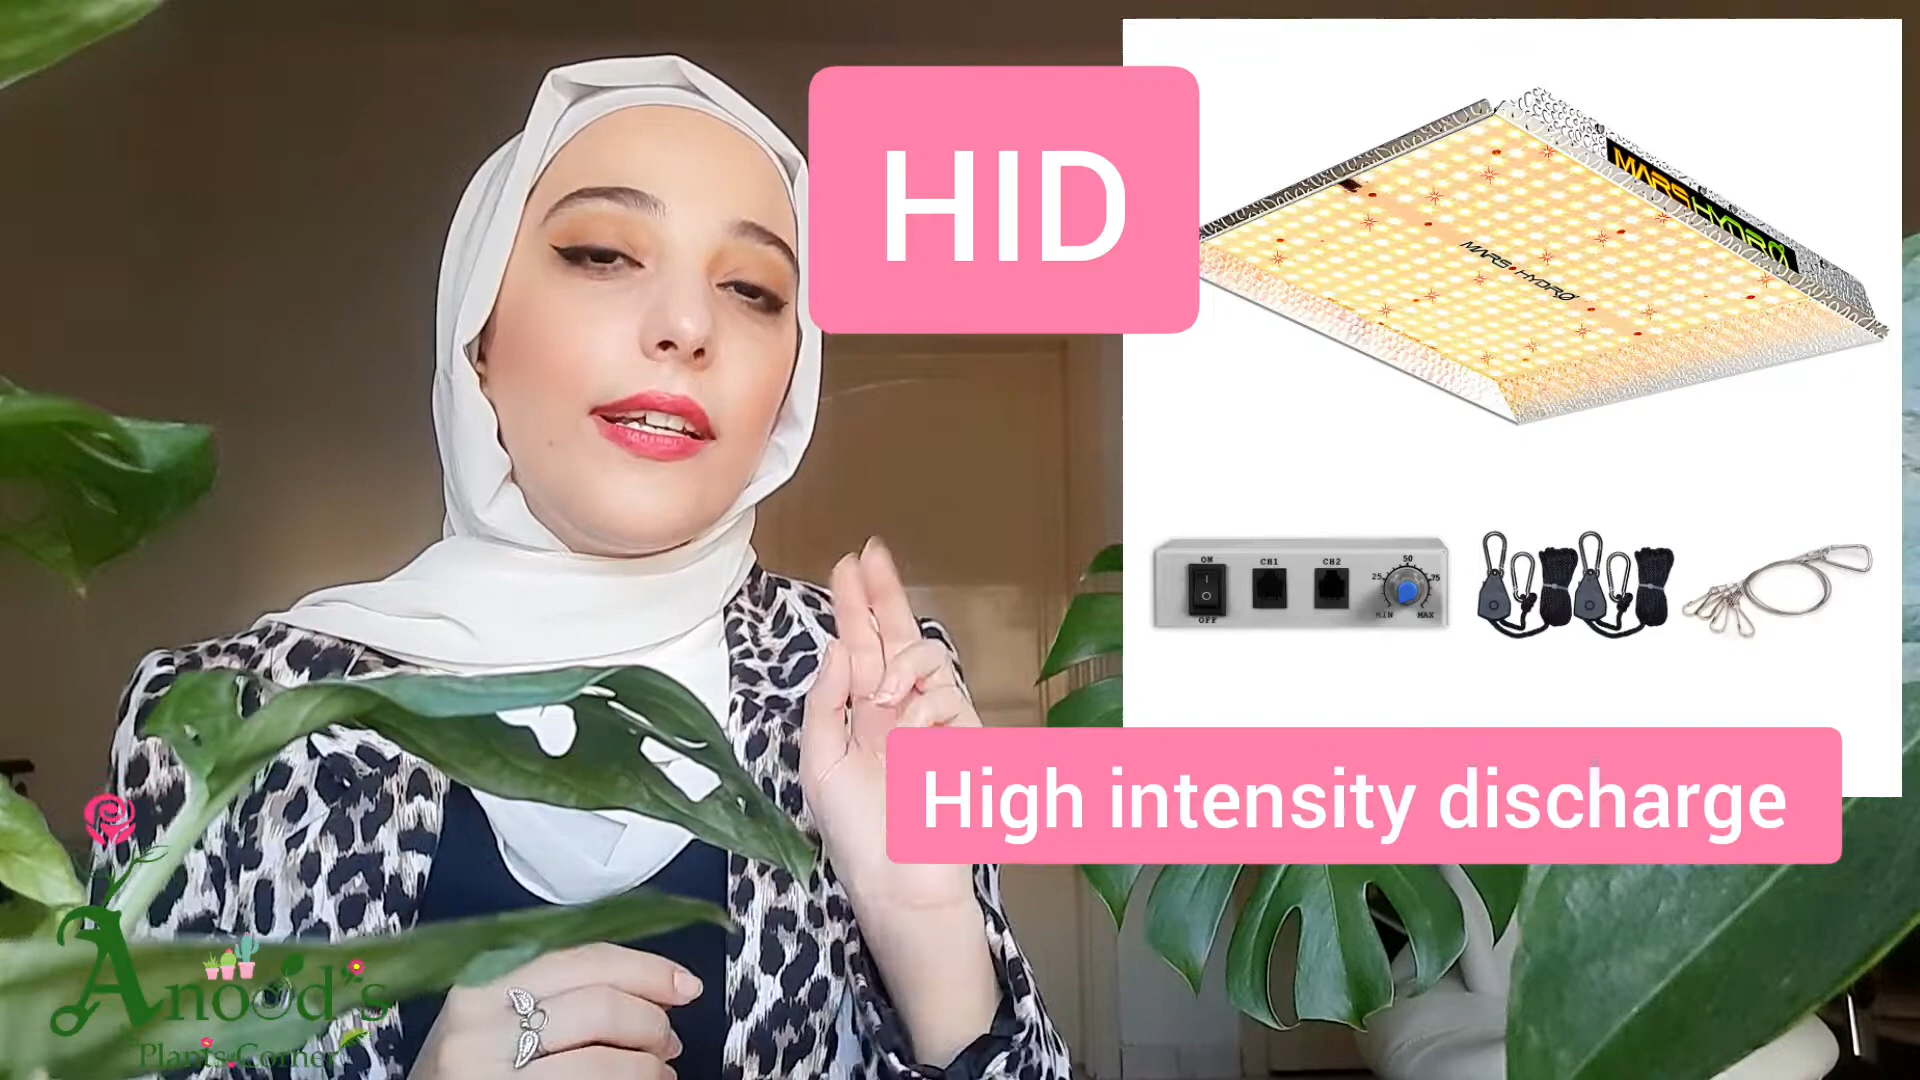 HID
MARS HYDRO
MARS HYDRO
ON
OFF
CH1
CH2
25
50
75
MIN
MAX
High intensity discharge
Anood's
Plants Corner